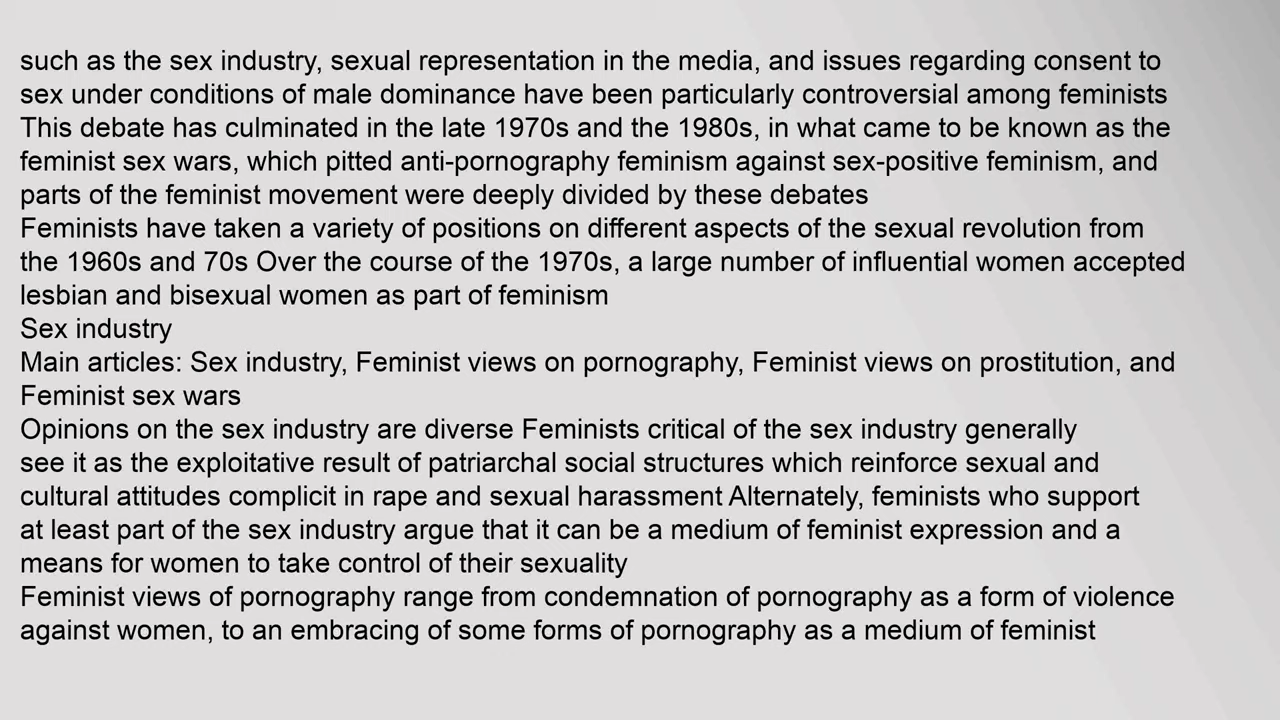 such as the sex industry, sexual representation in the media, and issues regarding consent to
sex under conditions of male dominance have been particularly controversial among feminists
This debate has culminated in the late 1970s and the 1980s, in what came to be known as the
feminist sex wars, which pitted anti-pornography feminism against sex-positive feminism, and
parts of the feminist movement were deeply divided by these debates
Feminists have taken a variety of positions on different aspects of the sexual revolution from
the 1960s and 70s Over the course of the 1970s, a large number of influential women accepted
lesbian and bisexual women as part of feminism
Sex industry
Main articles: Sex industry, Feminist views on pornography, Feminist views on prostitution, and
Feminist sex wars
Opinions on the sex industry are diverse Feminists critical of the sex industry generally
see it as the exploitative result of patriarchal social structures which reinforce sexual and
cultural attitudes complicit in rape and sexual harassment Alternately, feminists who support
at least part of the sex industry argue that it can be a medium of feminist expression and a
means for women to take control of their sexuality
Feminist views of pornography range from condemnation of pornography as a form of violence
against women, to an embracing of some forms of pornography as a medium of feminist